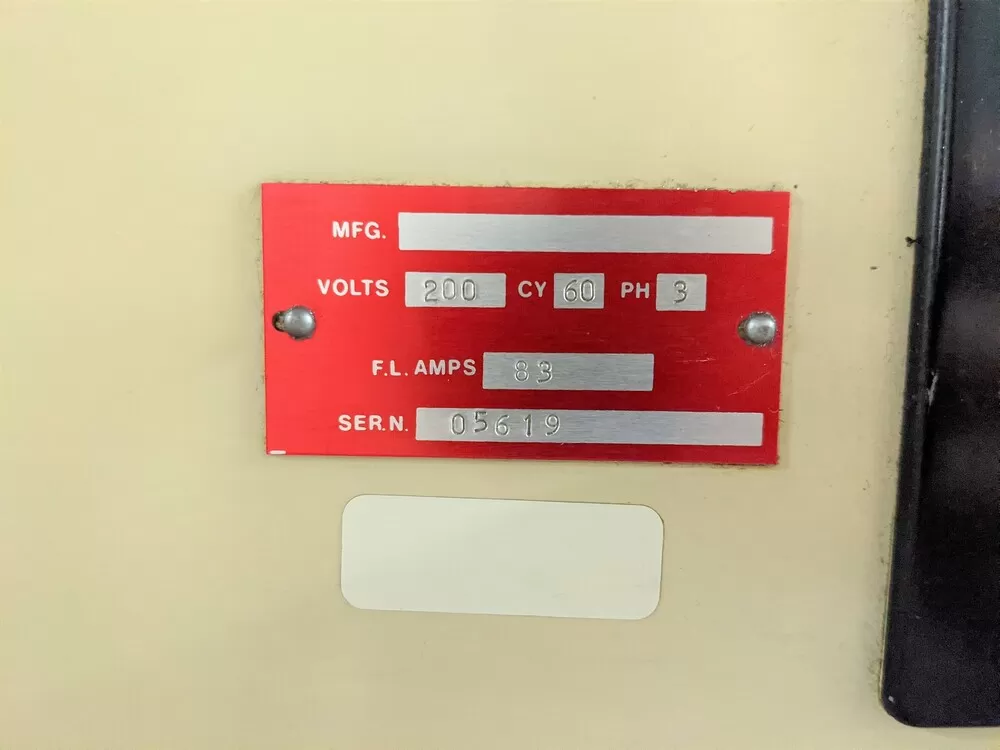 MFG.
VOLTS 200 CY 60 PH 3
F.L. AMPS 83
SER.N. 05619